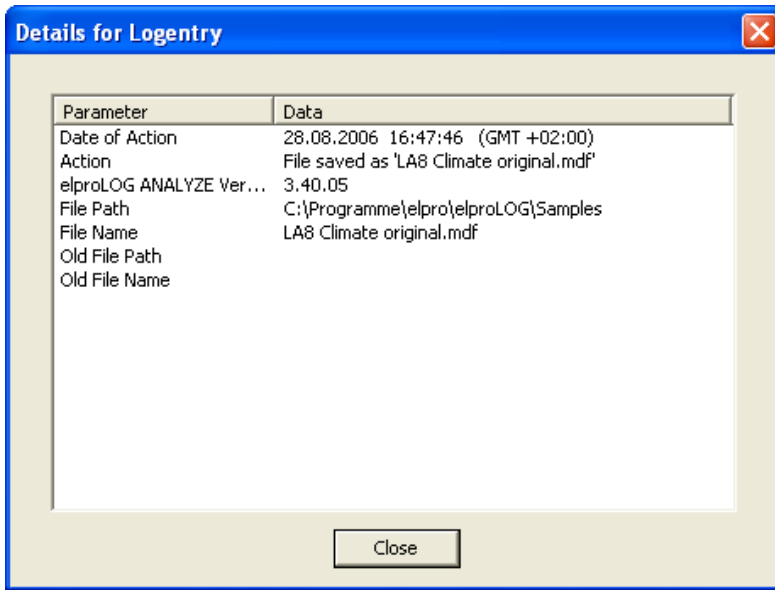 Details for Logentry
Parameter Data
Date of Action 28.08.2006 16:47:46 (GMT +02:00)
Action File saved as 'LA8 Climate original.mdf'
elproLOG ANALYZE Ver... 3.40.05
File Path C:\Programme\elpro\elproLOG\Samples
File Name LA8 Climate original.mdf
Old File Path
Old File Name
Close